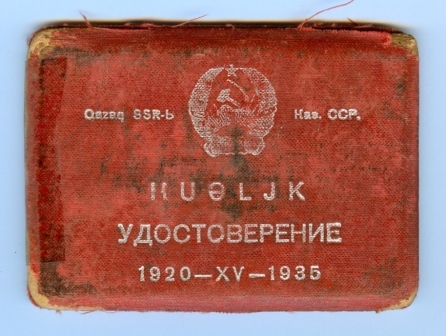 Qazaq SSR-ь Каз. ССР.
KUƏLJK
УДОСТОВЕРЕНИЕ
1920—XV—1935